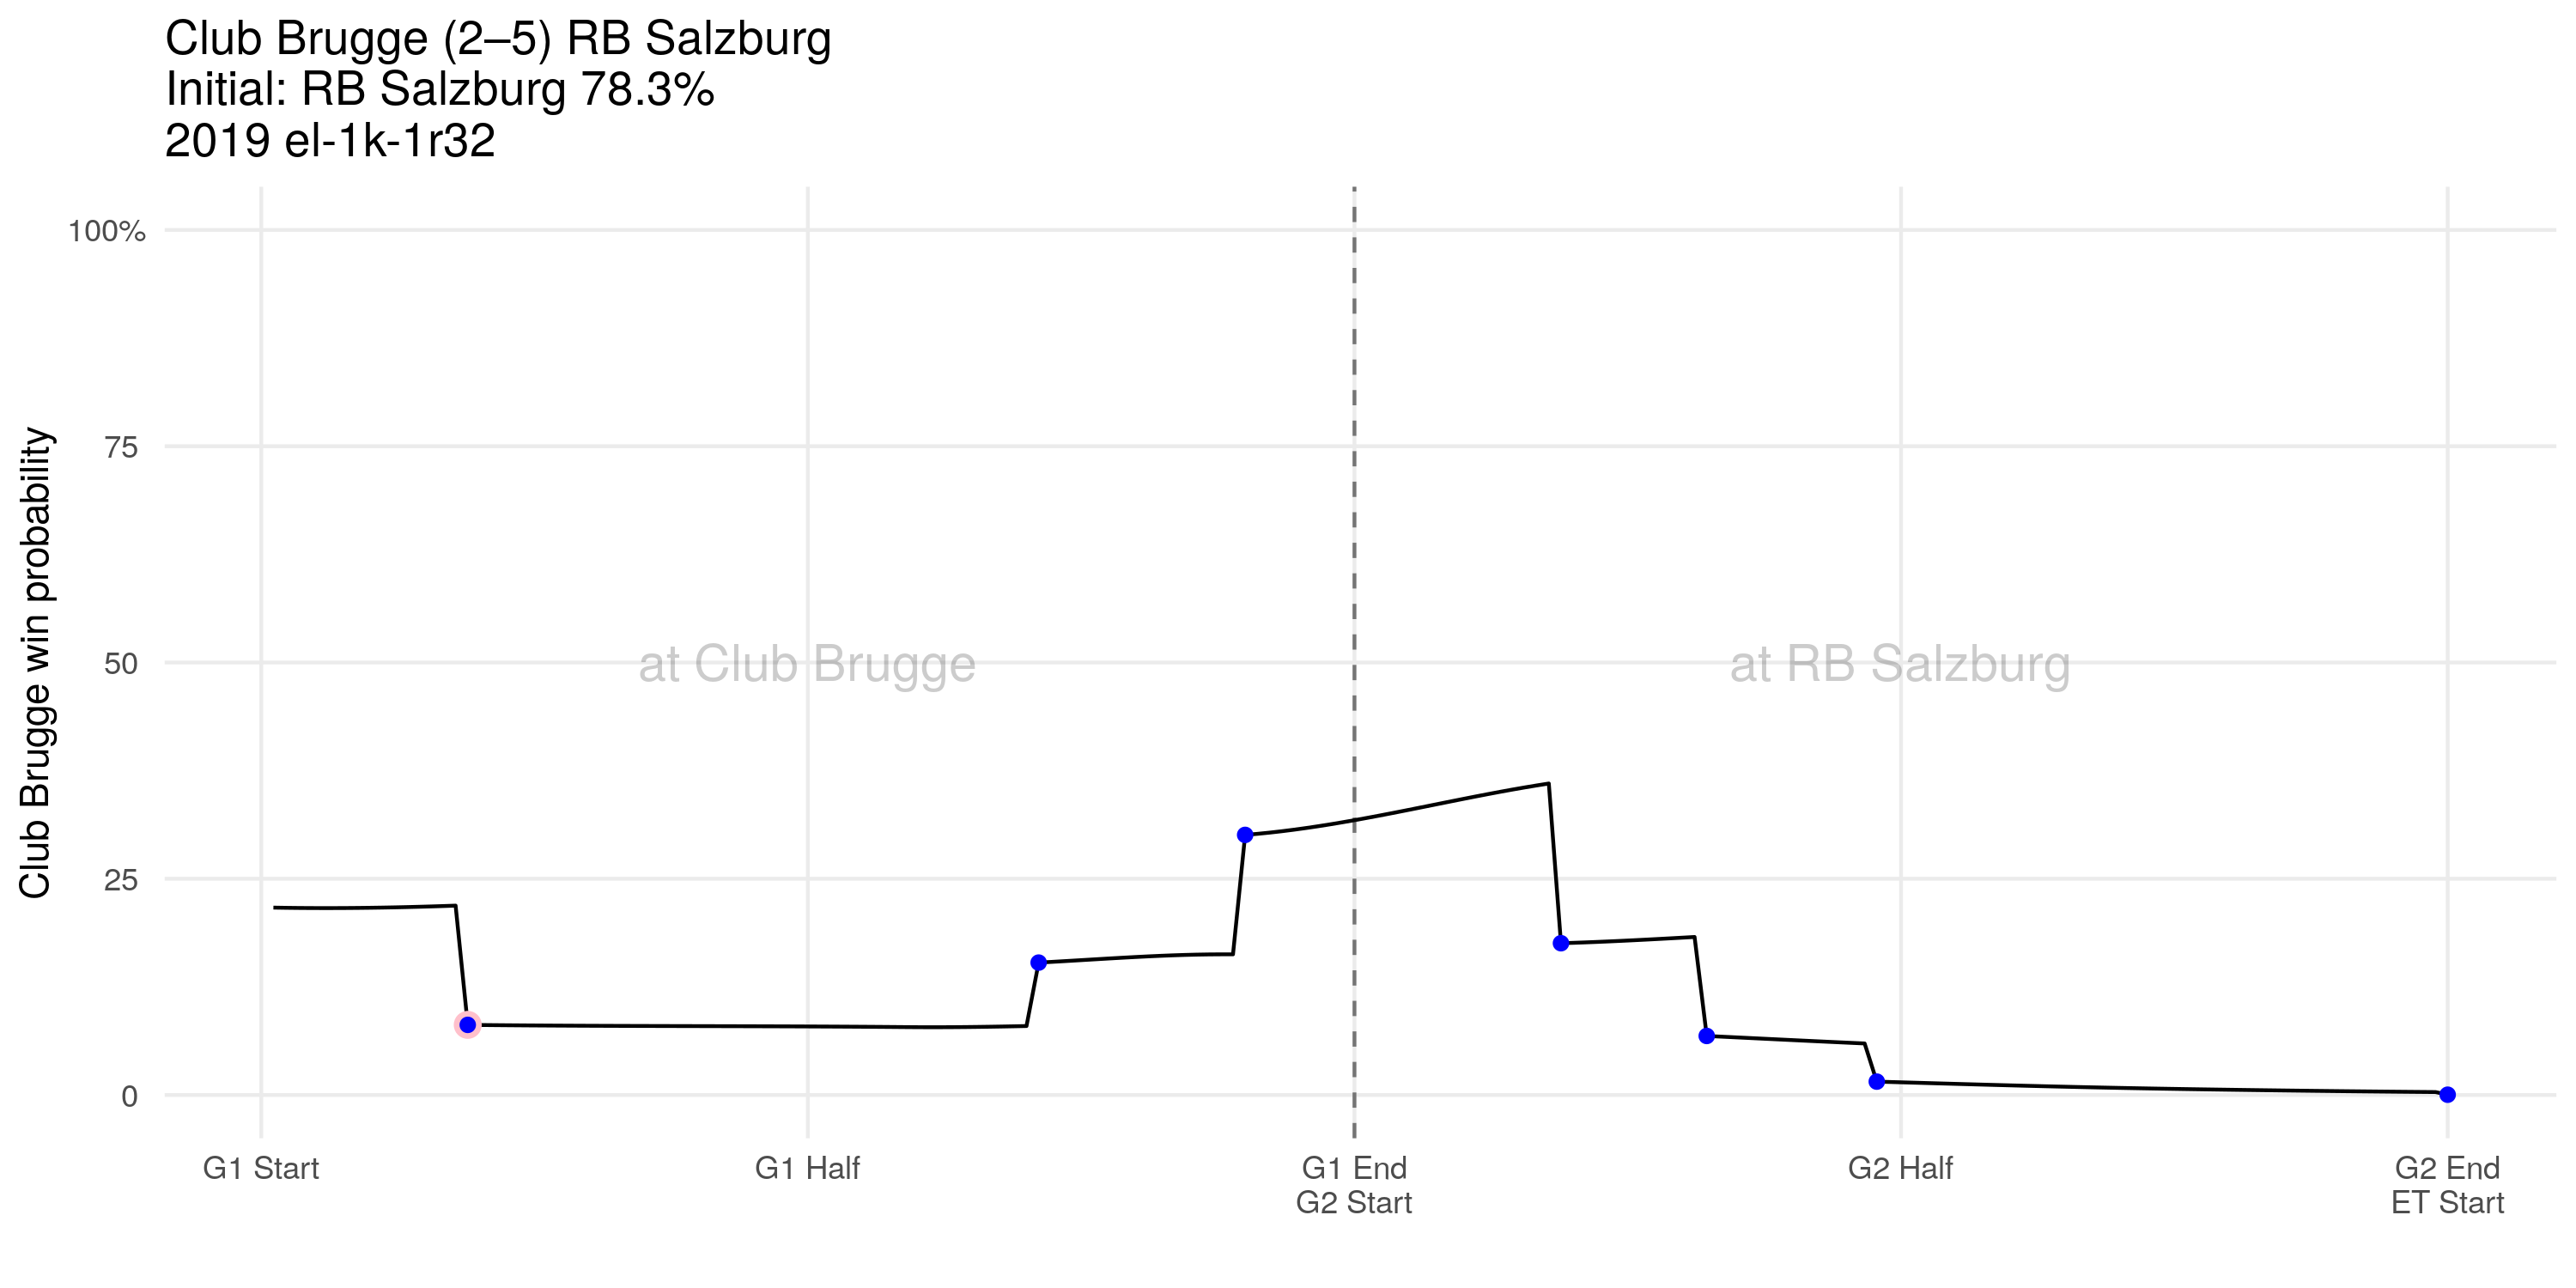 Club Brugge (2–5) RB Salzburg
Initial: RB Salzburg 78.3%
2019 el-1k-1r32
Club Brugge win probability
100%
75
50
25
0
at Club Brugge
at RB Salzburg
G1 Start
G1 Half
G1 End
G2 Start
G2 Half
G2 End
ET Start